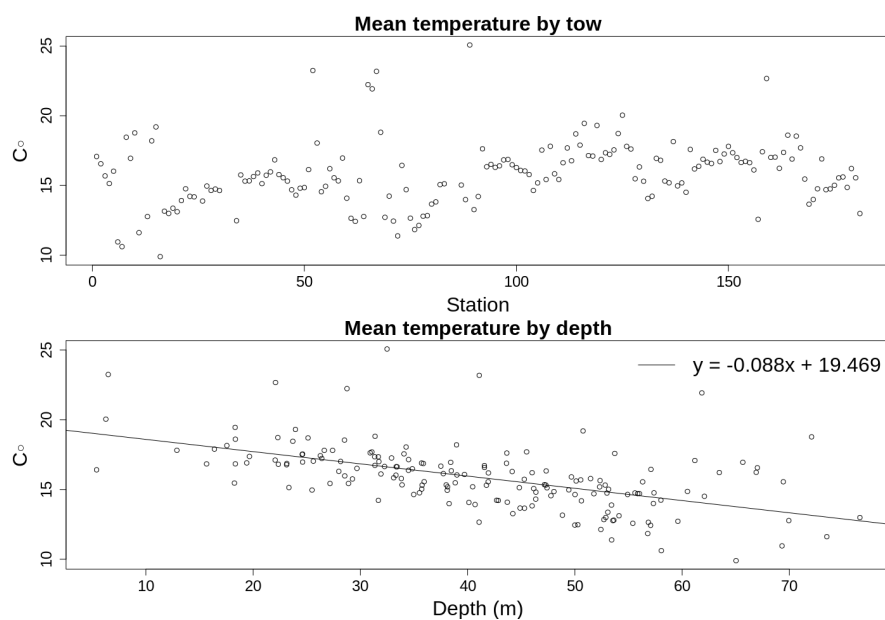 Mean temperature by tow
25
20
15
10
C○
0 50 100 150
Station
Mean temperature by depth
25
20
15
10
C○
y = -0.088x + 19.469
10 20 30 40 50 60 70
Depth (m)